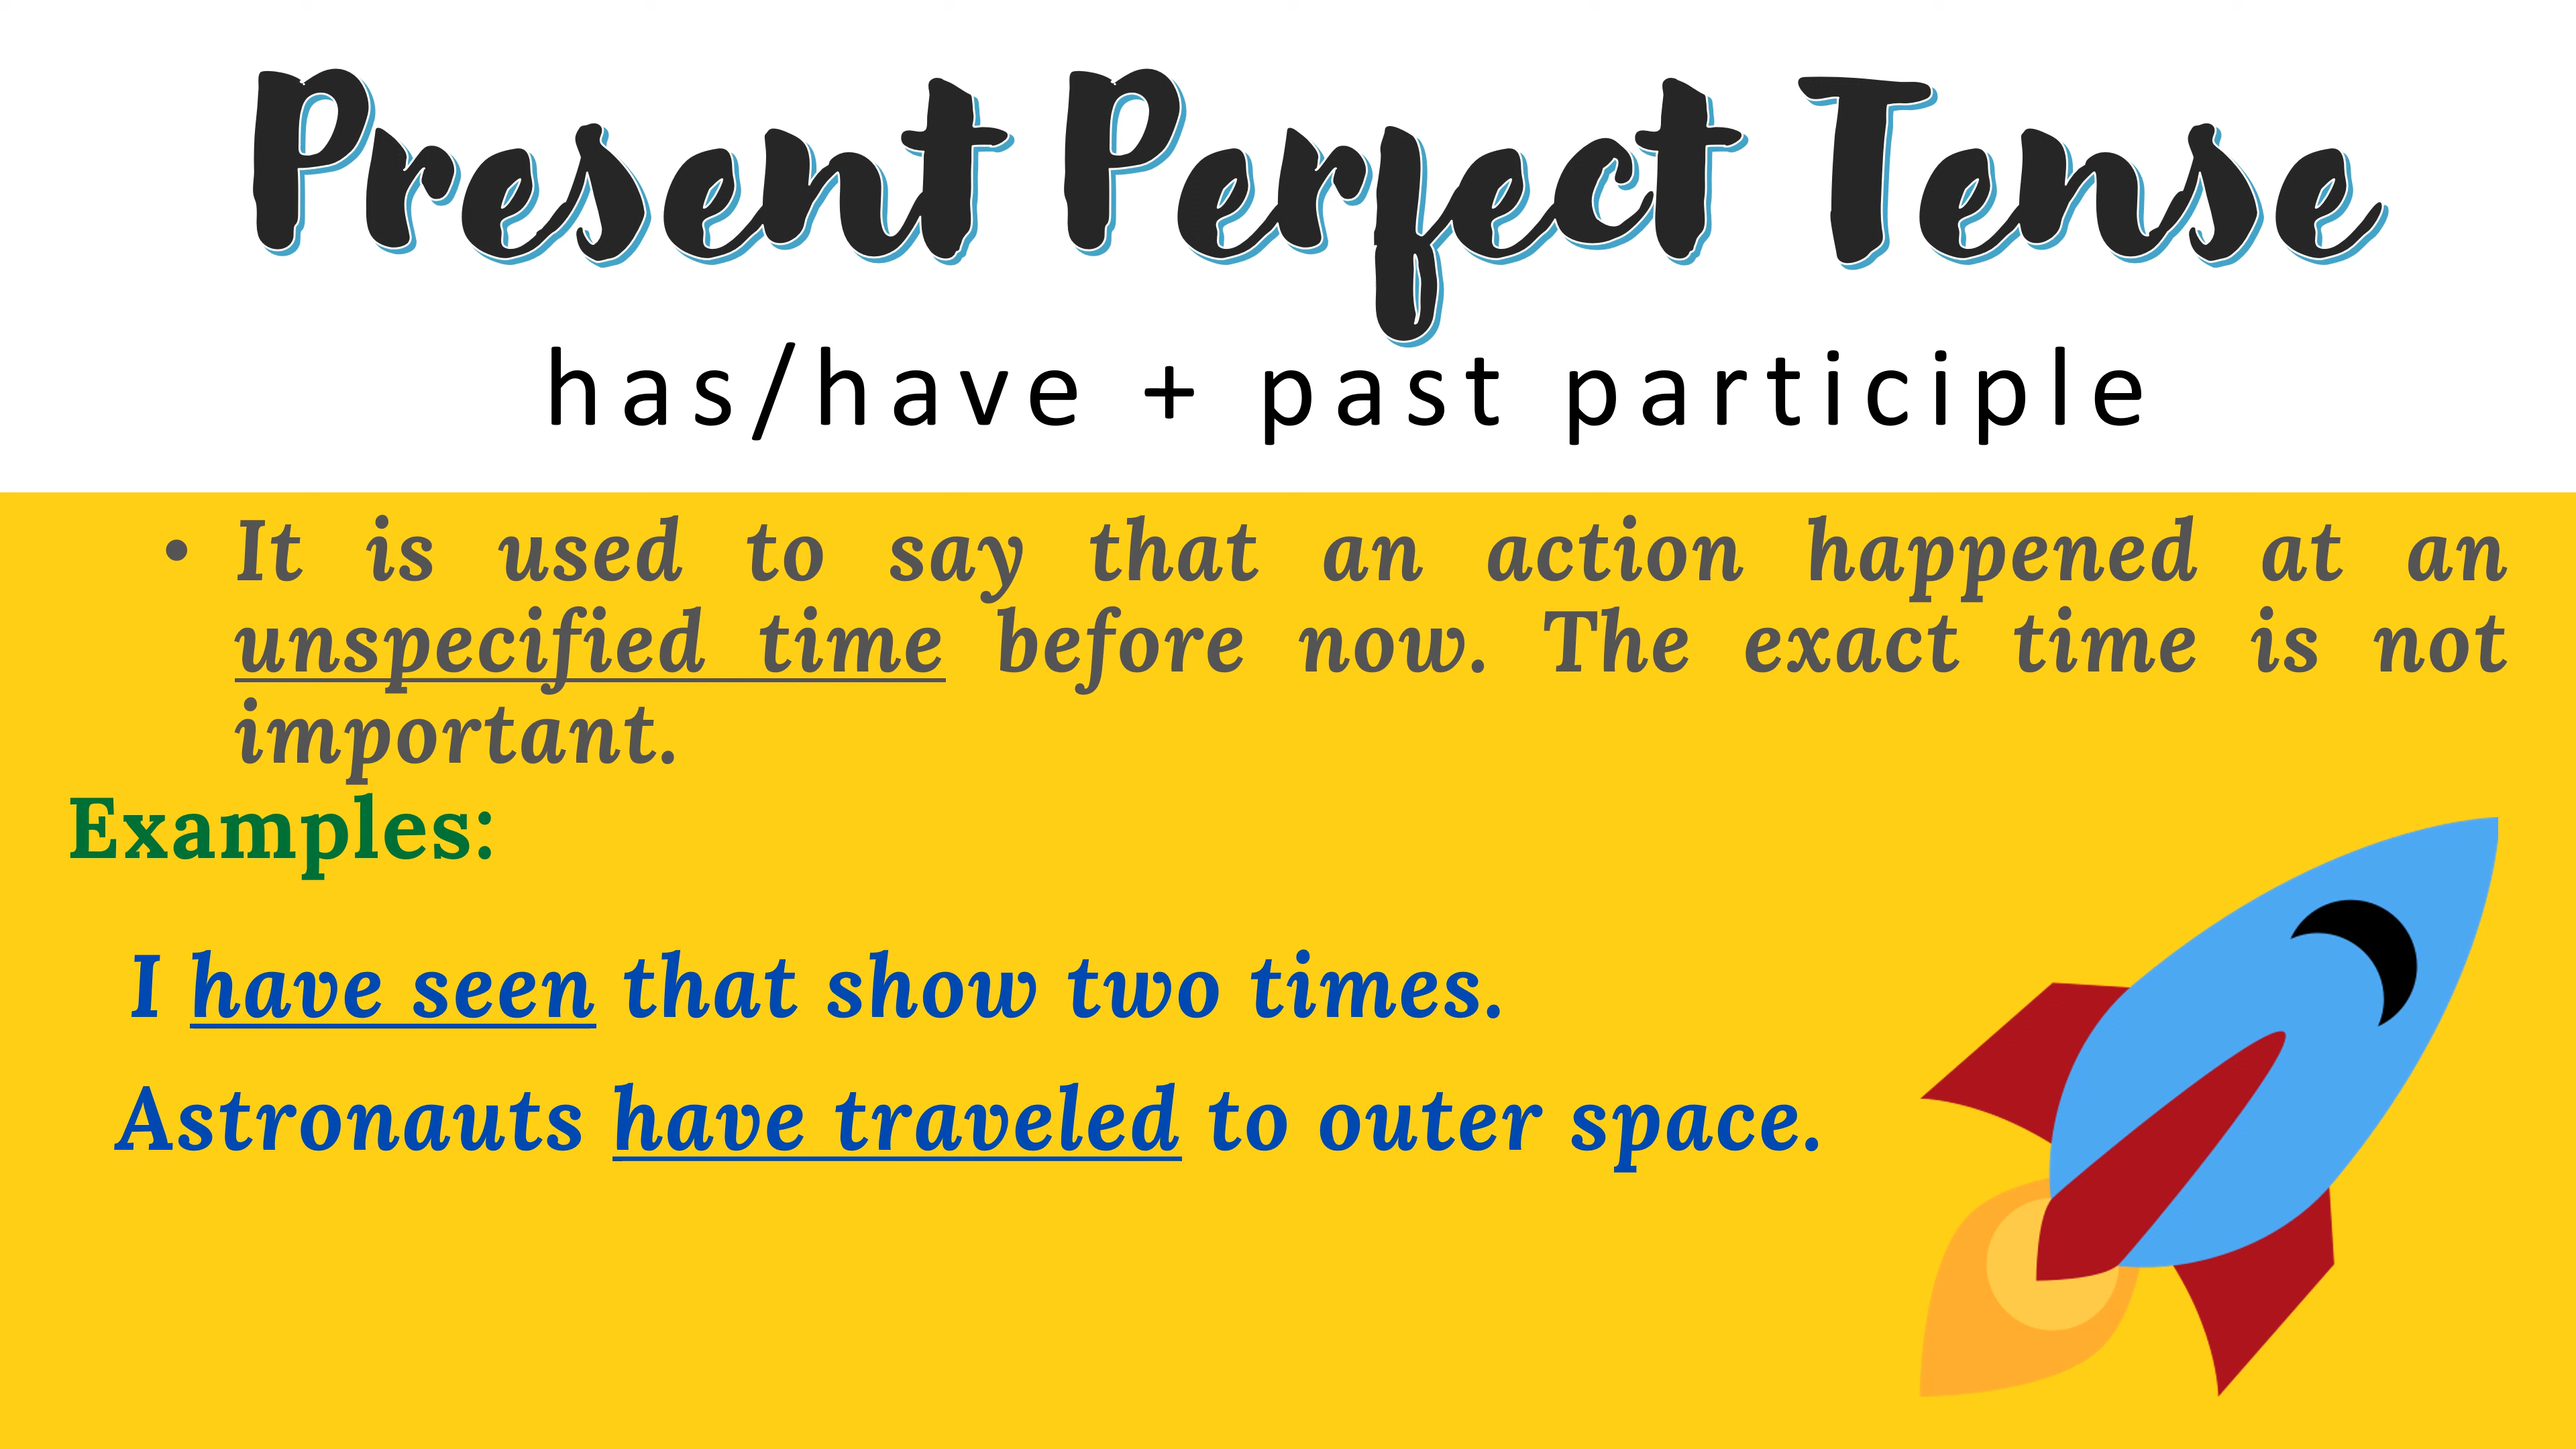 Present Perfect Tense
has/have + past participle
• It is used to say that an action happened at an
unspecified time before now. The exact time is not
important.
Examples:
I have seen that show two times.
Astronauts have traveled to outer space.